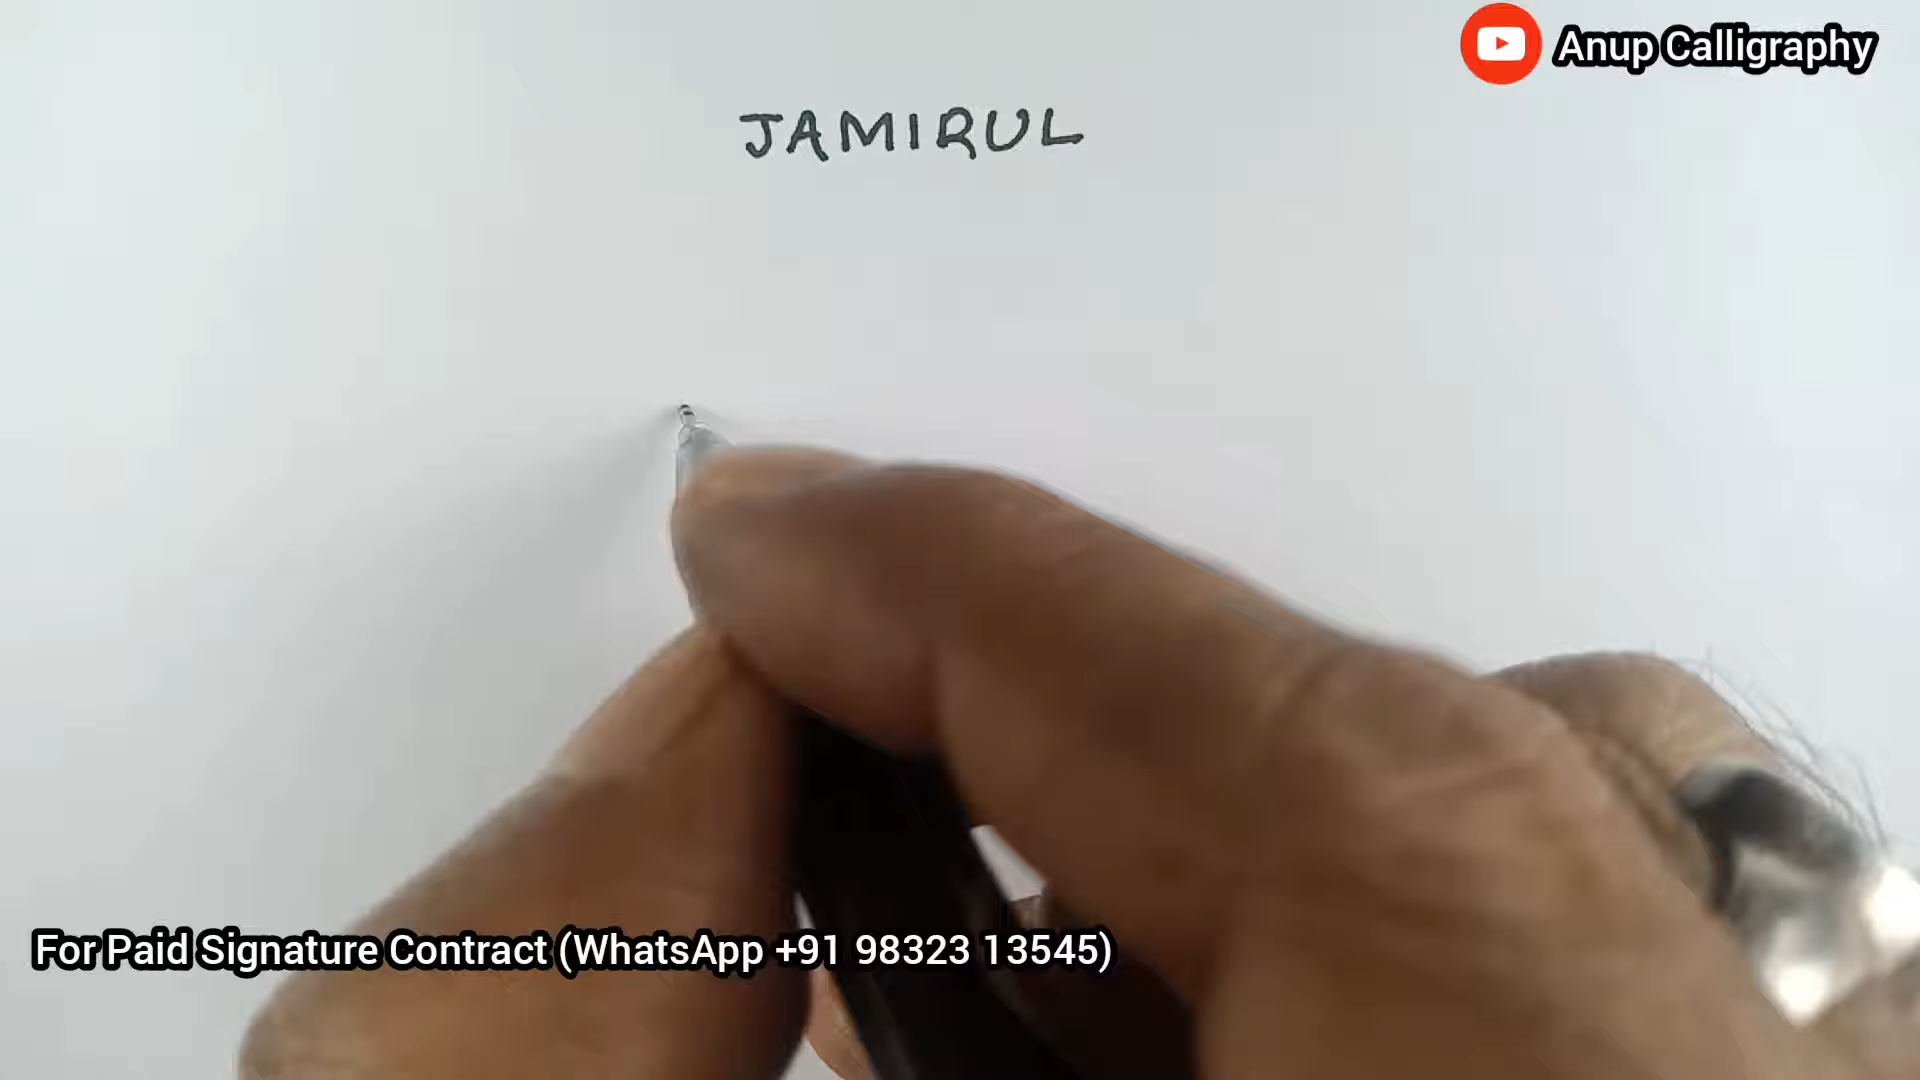 Anup Calligraphy
JAMIRUL
For Paid Signature Contract (WhatsApp +91 98323 13545)